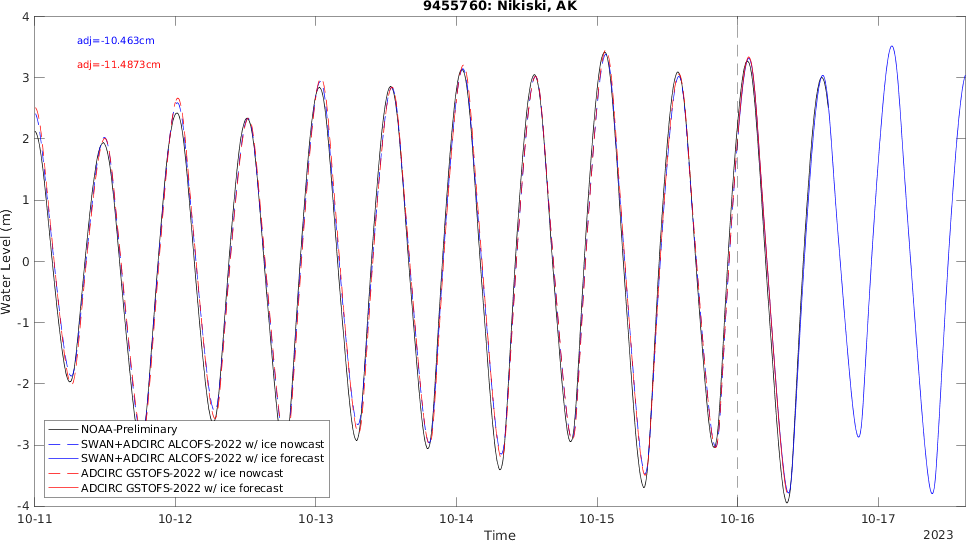 9455760: Nikiski, AK
adj=-10.463cm
adj=-11.4873cm
Water Level (m)
4
3
2
1
0
-1
-2
-3
-4
NOAA-Preliminary
SWAN+ADCIRC ALCOFS-2022 w/ ice nowcast
SWAN+ADCIRC ALCOFS-2022 w/ ice forecast
ADCIRC GSTOFS-2022 w/ ice nowcast
ADCIRC GSTOFS-2022 w/ ice forecast
10-11 10-12 10-13 10-14 10-15 10-16 10-17
Time
2023